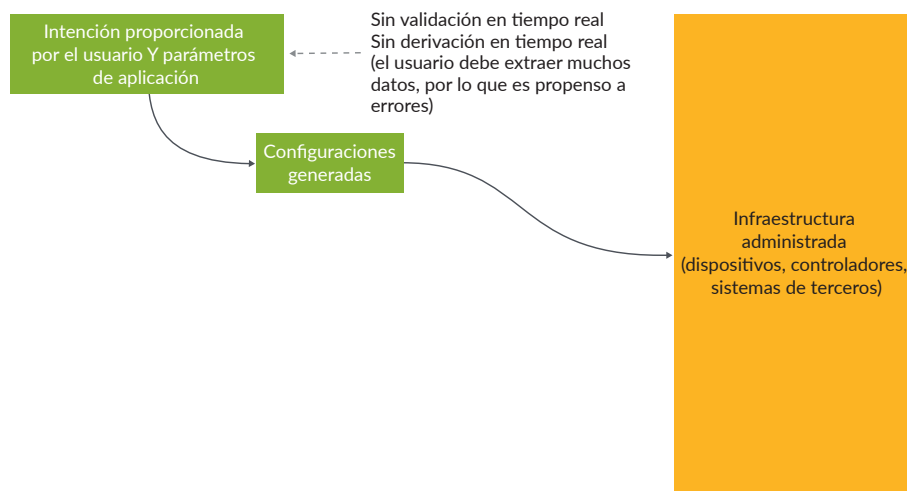 Intención proporcionada
por el usuario Y parámetros
de aplicación
Sin validación en tiempo real
Sin derivación en tiempo real
(el usuario debe extraer muchos
datos, por lo que es propenso a
errores)
Configuraciones
generadas
Infraestructura
administrada
(dispositivos, controladores,
sistemas de terceros)